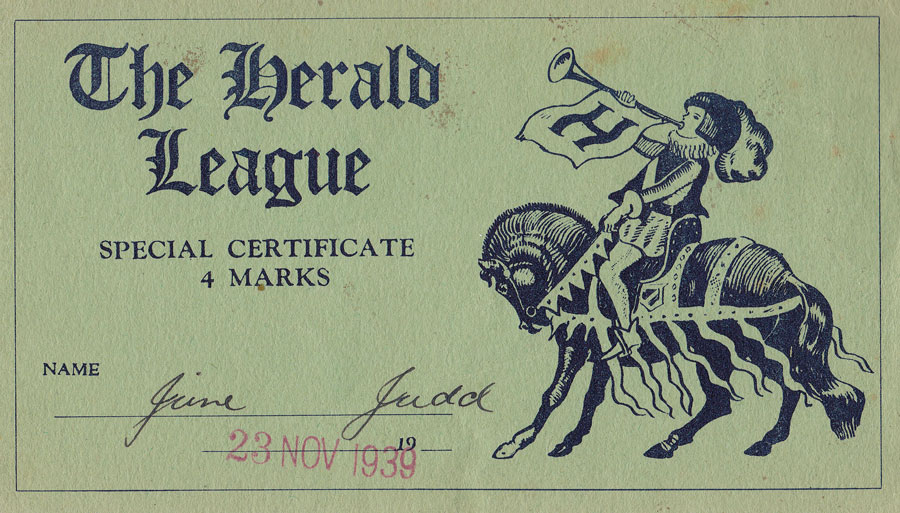 The Herald
League
SPECIAL CERTIFICATE
4 MARKS
H
NAME
June Judd
19
23 NOV 1939